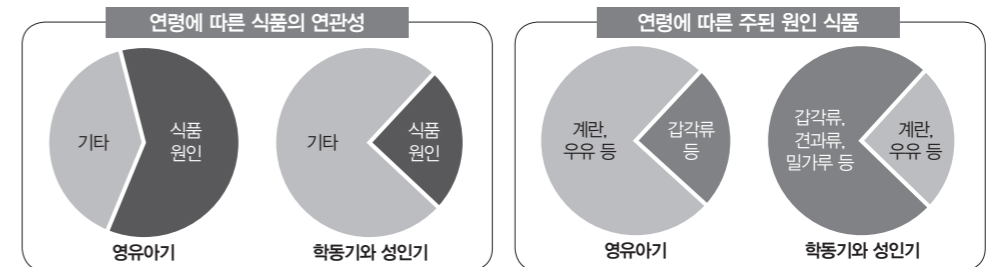 연령에 따른 식품의 연관성
기타
식품
원인
영유아기
기타
식품
원인
학동기와 성인기
연령에 따른 주된 원인 식품
계란,
우유 등
갑각류
등
영유아기
갑각류,
견과류,
밀가루 등
계란,
우유 등
학동기와 성인기